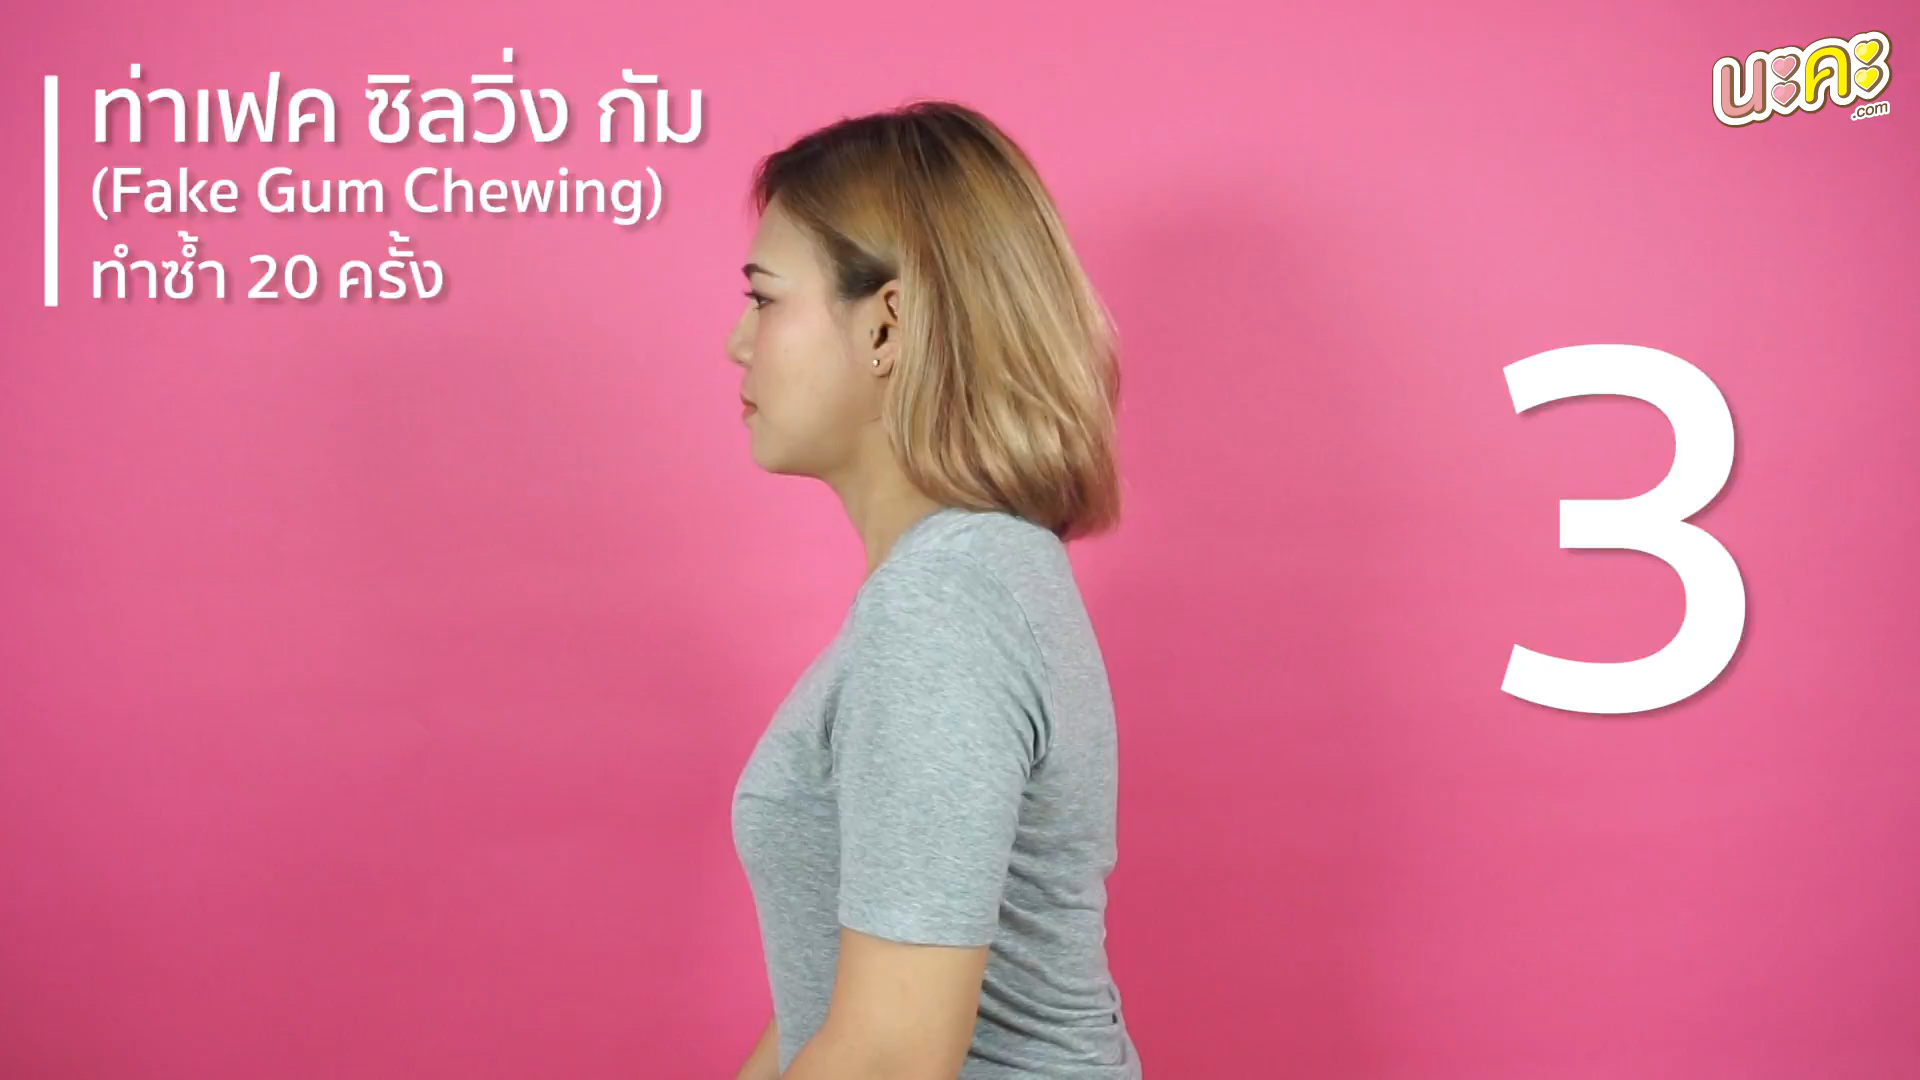 ท่าเฟค ซิลวิ่ง กัม
(Fake Gum Chewing)
ทำซ้ำ 20 ครั้ง
นะคะ
.com
3